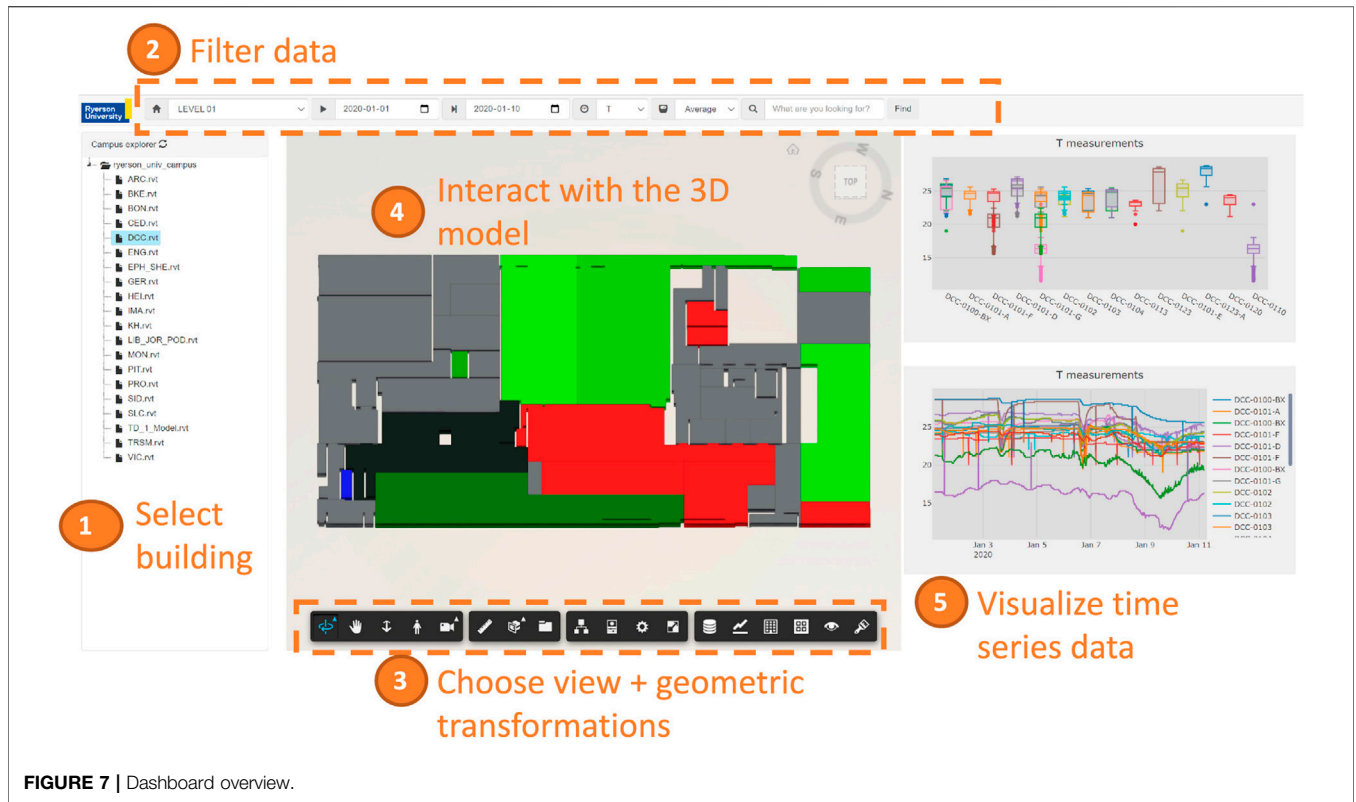 2 Filter data
Ryerson
University
LEVEL 01
2020-01-01
2020-01-10
T
Average
What are you looking for?
Find
Campus explorer
ryerson_univ_campus
ARC.rvt
BKE.rvt
BON.rvt
CED.rvt
DCC.rvt
ENG.rvt
EPH_SHE.rvt
GER.rvt
HEI.rvt
IMA.rvt
KH.rvt
LIB_JOR_POD.rvt
MON.rvt
PIT.rvt
PRO.rvt
SID.rvt
SLC.rvt
TD_1_Model.rvt
TRSM.rvt
VIC.rvt
1 Select
building
4 Interact with the 3D
model
TOP
S
W
N
E
3 Choose view + geometric
transformations
T measurements
25
20
15
DCC-0100-BX
DCC-0101-A
DCC-0101-F
DCC-0101-D
DCC-0101-G
DCC-0102
DCC-0103
DCC-0104
DCC-0113
DCC-0123
DCC-0101-E
DCC-0123-A
DCC-0120
DCC-0110
T measurements
25
20
15
Jan 3
2020
Jan 5
Jan 7
Jan 9
Jan 11
DCC-0100-BX
DCC-0101-A
DCC-0100-BX
DCC-0101-F
DCC-0101-D
DCC-0101-F
DCC-0100-BX
DCC-0101-G
DCC-0102
DCC-0102
DCC-0103
DCC-0103
5 Visualize time
series data
FIGURE 7 | Dashboard overview.